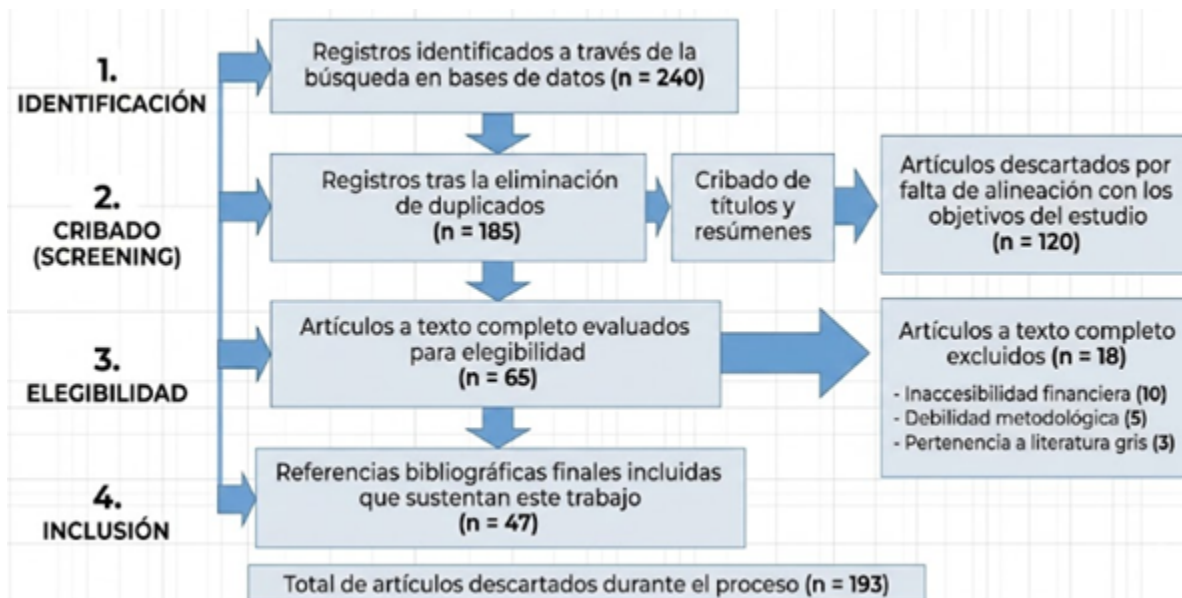 1.
IDENTIFICACIÓN
Registros identificados a través de la
búsqueda en bases de datos (n = 240)
2.
CRIBADO
(SCREENING)
Registros tras la eliminación
de duplicados
(n = 185)
Cribado de
títulos y
resúmenes
Artículos descartados por
falta de alineación con los
objetivos del estudio
(n = 120)
3.
ELEGIBILIDAD
Artículos a texto completo evaluados
para elegibilidad
(n = 65)
Artículos a texto completo
excluidos (n = 18)
- Inaccesibilidad financiera (10)
- Debilidad metodológica (5)
- Pertenencia a literatura gris (3)
4.
INCLUSIÓN
Referencias bibliográficas finales incluidas
que sustentan este trabajo
(n = 47)
Total de artículos descartados durante el proceso (n = 193)